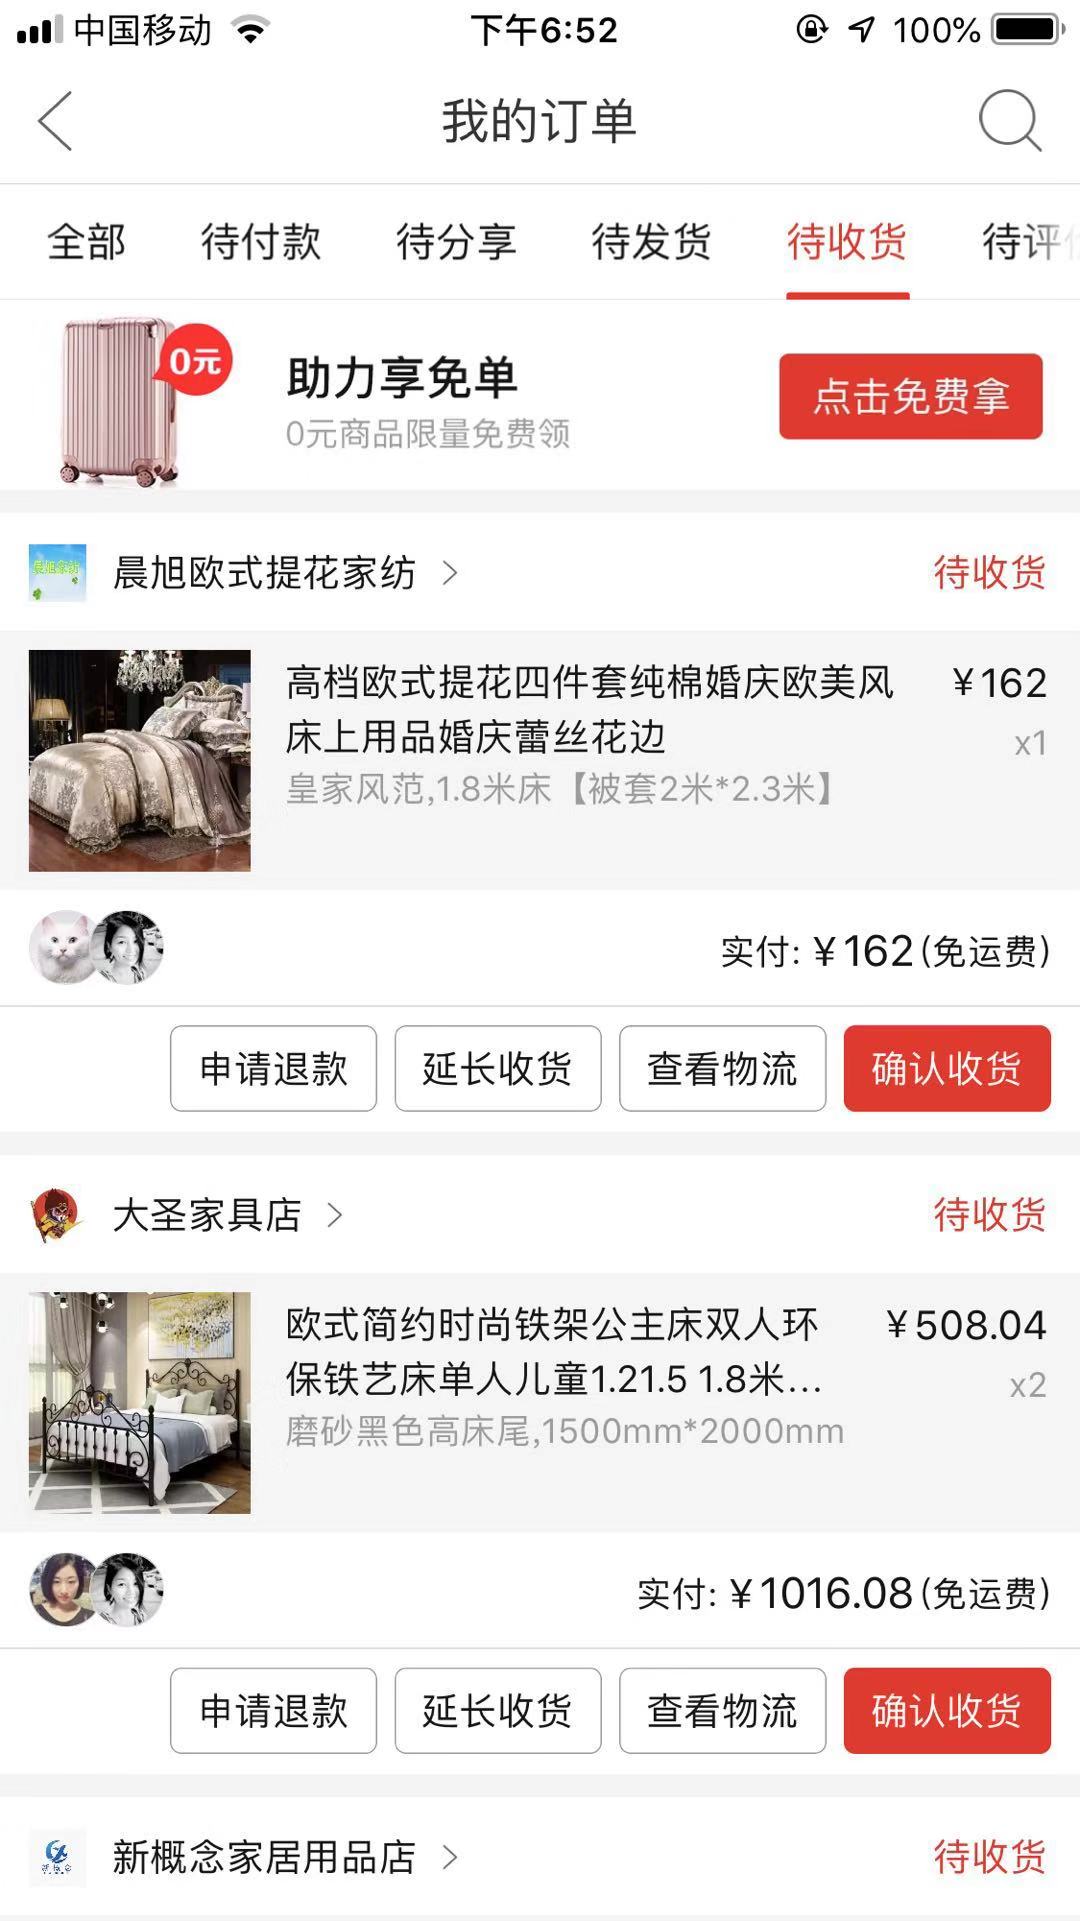 中国移动
下午6:52
100%
我的订单
全部
待付款
待分享
待发货
待收货
待评
0元
助力享免单
0元商品限量免费领
点击免费拿
晨旭欧式提花家纺
待收货
高档欧式提花四件套纯棉婚庆欧美风
¥162
床上用品婚庆蕾丝花边
x1
皇家风范,1.8米床【被套2米*2.3米】
实付: ¥162(免运费)
申请退款
延长收货
查看物流
确认收货
大圣家具店
待收货
欧式简约时尚铁架公主床双人环
¥508.04
保铁艺床单人儿童1.21.5 1.8米...
x2
磨砂黑色高床尾,1500mm*2000mm
实付: ¥1016.08(免运费)
申请退款
延长收货
查看物流
确认收货
新概念家居用品店
待收货